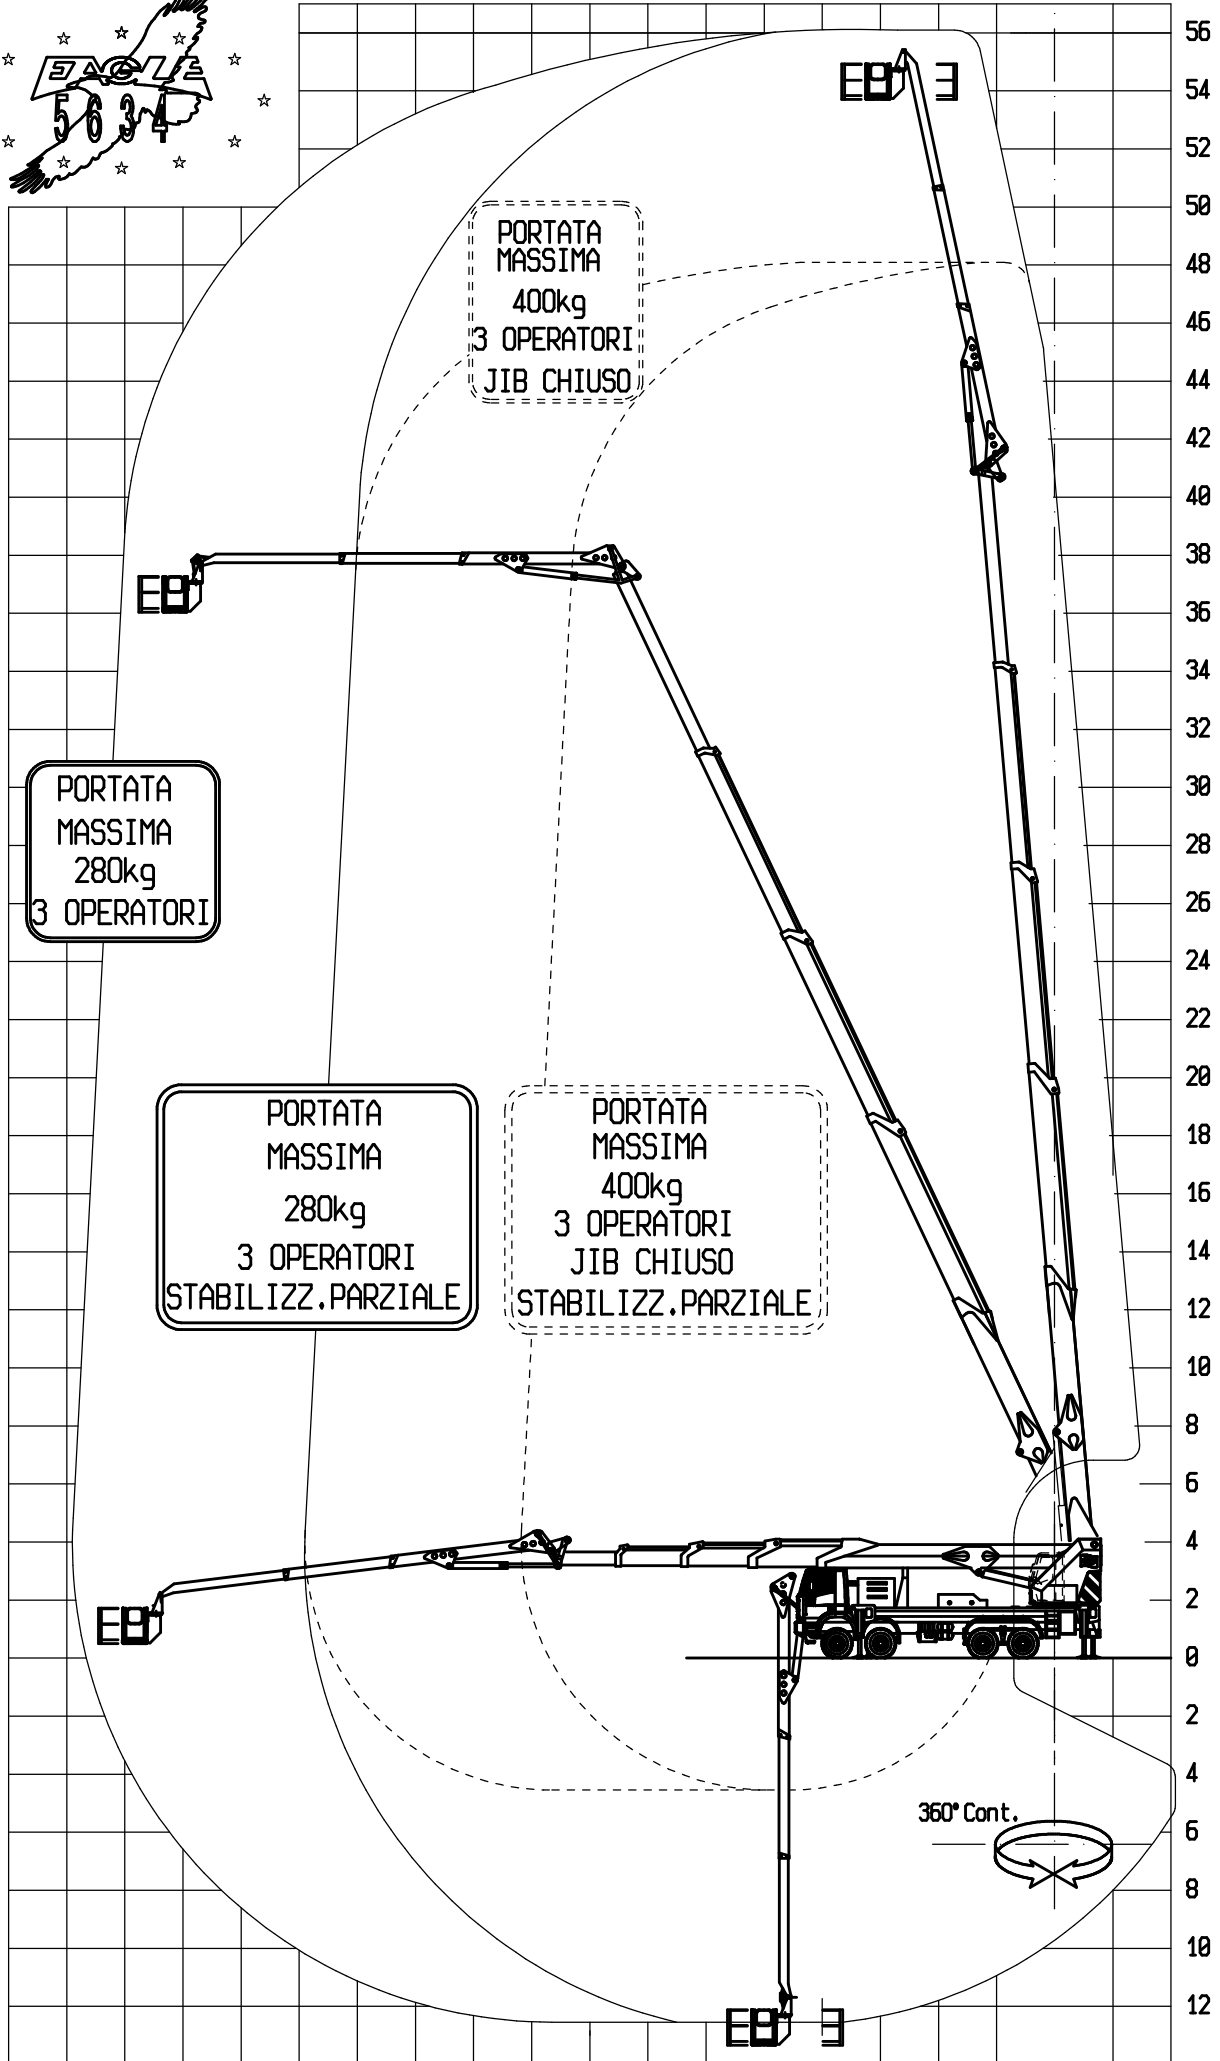 EAGLE
5634
PORTATA
MASSIMA
400kg
3 OPERATORI
JIB CHIUSO
PORTATA
MASSIMA
280kg
3 OPERATORI
PORTATA
MASSIMA
280kg
3 OPERATORI
STABILIZZ.PARZIALE
PORTATA
MASSIMA
400kg
3 OPERATORI
JIB CHIUSO
STABILIZZ.PARZIALE
360° Cont.
56
54
52
50
48
46
44
42
40
38
36
34
32
30
28
26
24
22
20
18
16
14
12
10
8
6
4
2
0
2
4
6
8
10
12